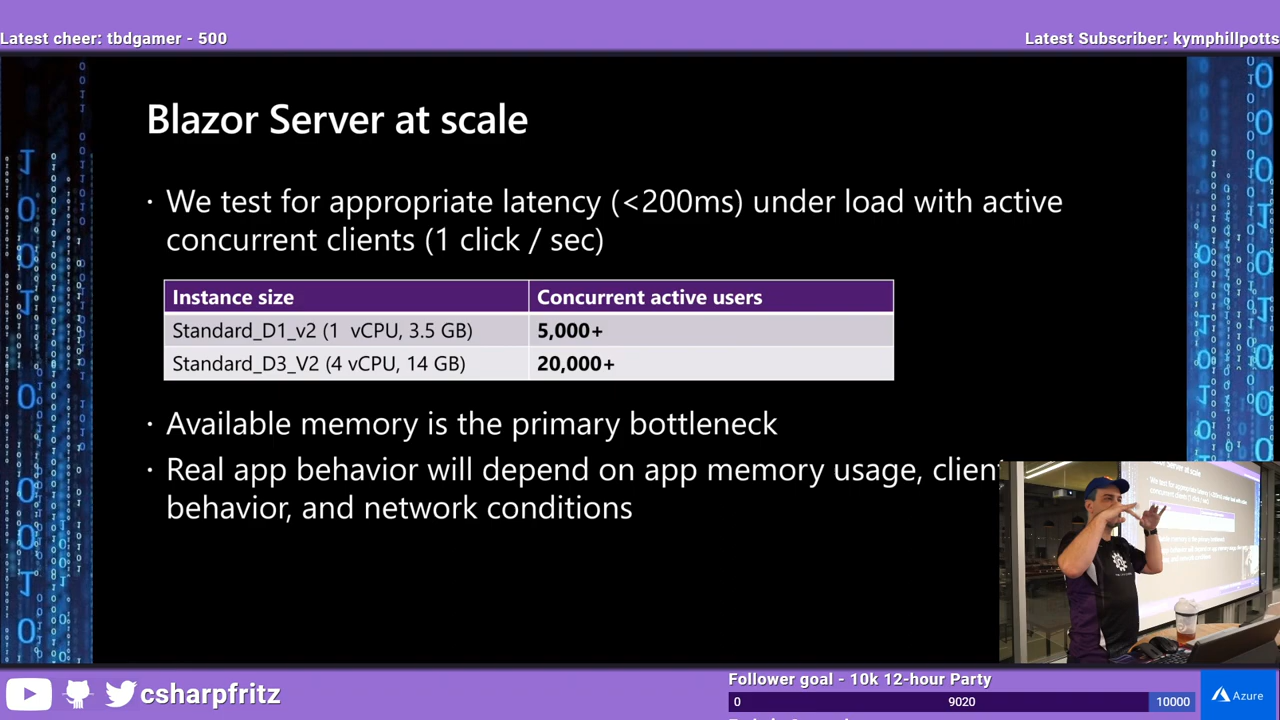 Latest cheer: tbdgamer - 500
Latest Subscriber: kymphillpotts
Blazor Server at scale
· We test for appropriate latency (<200ms) under load with active
concurrent clients (1 click / sec)
Instance size Concurrent active users
Standard_D1_v2 (1 vCPU, 3.5 GB) 5,000+
Standard_D3_V2 (4 vCPU, 14 GB) 20,000+
· Available memory is the primary bottleneck
· Real app behavior will depend on app memory usage, client
behavior, and network conditions
csharpfritz
Follower goal - 10k 12-hour Party
0 9020 10000
Azure